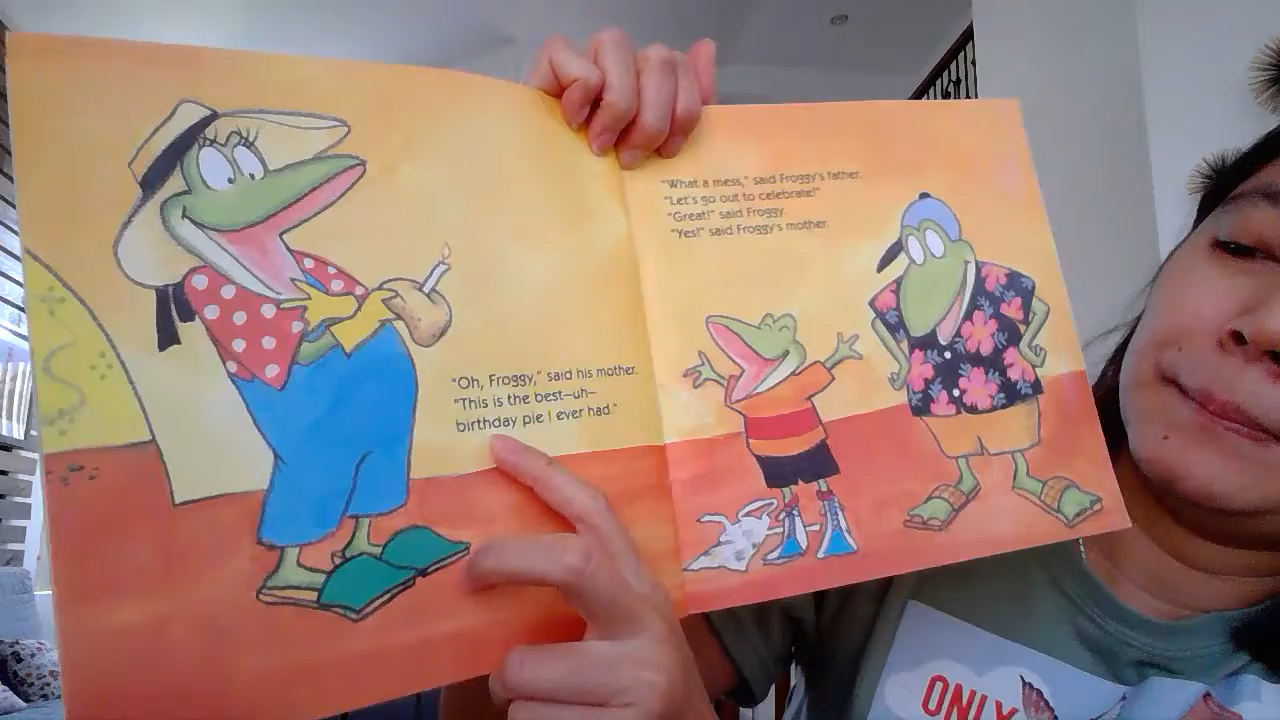 "Oh, Froggy," said his mother.
"This is the best—uh—
birthday pie I ever had."
"What a mess," said Froggy's father.
"Let's go out to celebrate!"
"Great!" said Froggy.
"Yes!" said Froggy's mother.
ONLY